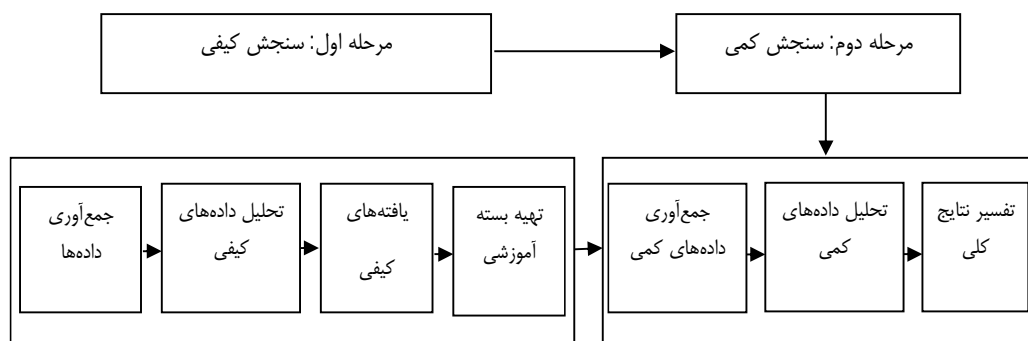 مرحله اول: سنجش کیفی
مرحله دوم: سنجش کمی
جمع‌آوری
داده‌ها
تحلیل داده‌های
کیفی
یافته‌های
کیفی
تهیه بسته
آموزشی
جمع‌آوری
داده‌های کمی
تحلیل داده‌های
کمی
تفسیر نتایج
کلی